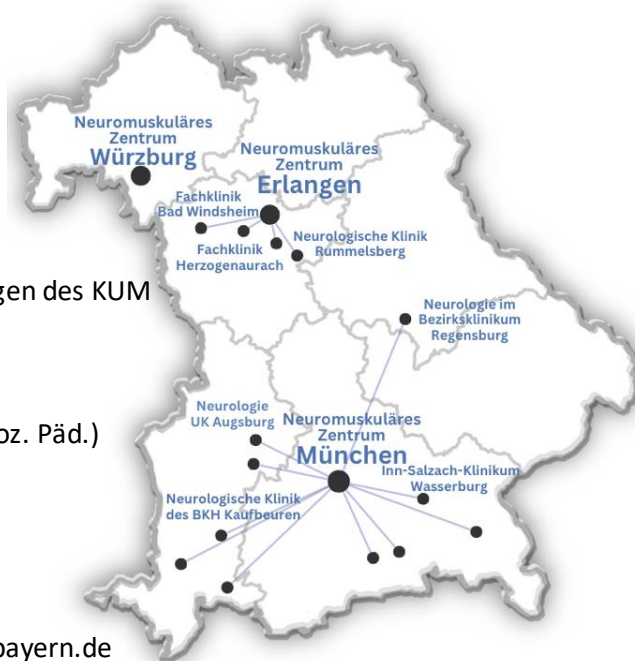 Neuromuskuläres
Zentrum
Würzburg
Neuromuskuläres
Zentrum
Erlangen
Fachklinik
Bad Windsheim
Fachklinik
Herzogenaurach
Neurologische Klinik
Rummelsberg
gen des KUM
Neurologie im
Bezirksklinikum
Regensburg
oz. Päd.)
Neurologie
UK Augsburg
Neuromuskuläres
Zentrum
München
Inn-Salzach-Klinikum
Wasserburg
Neurologische Klinik
des BKH Kaufbeuren
bayern.de